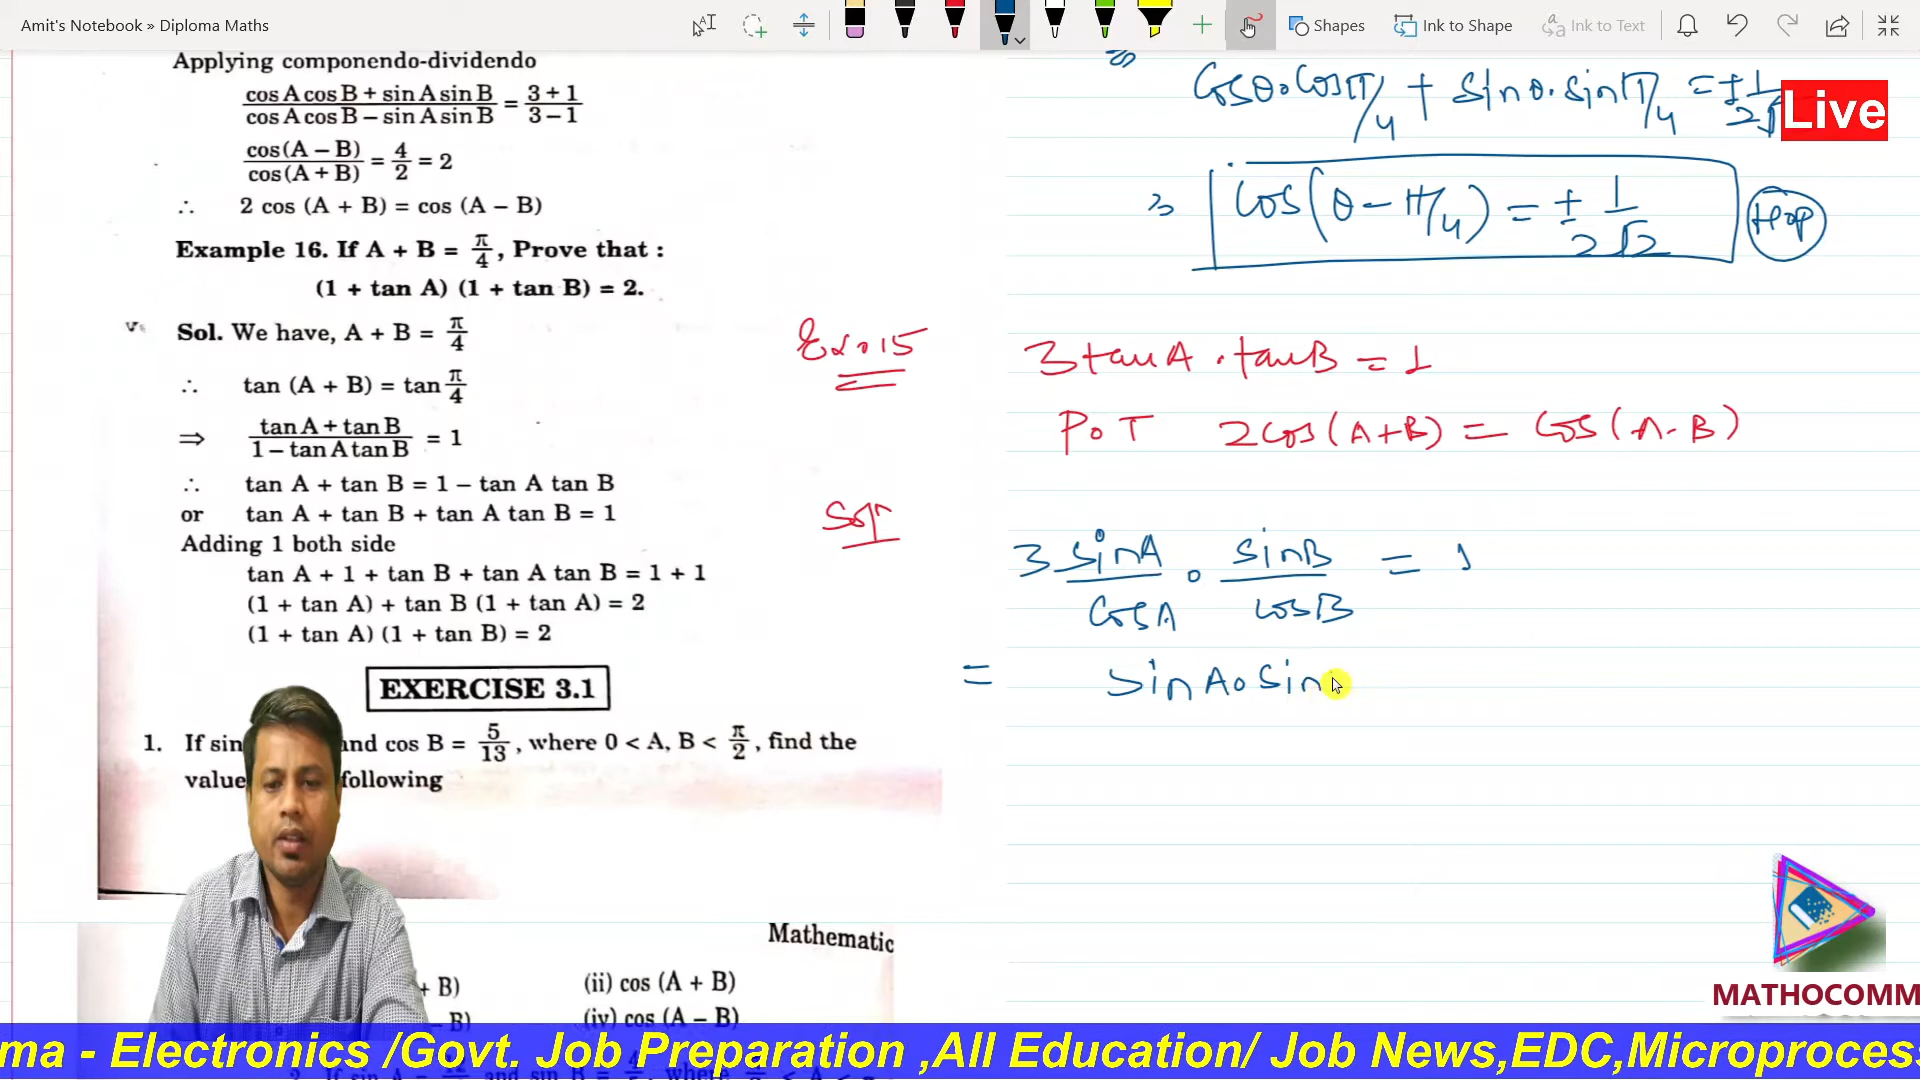 Amit's Notebook » Diploma Maths
Shapes
Ink to Shape
Ink to Text
Live
Applying componendo-dividendo
cos A cos B + sin A sin B / cos A cos B − sin A sin B = 3 + 1 / 3 − 1
cos (A − B) / cos (A + B) = 4/2 = 2
∴ 2 cos (A + B) = cos (A − B)
Example 16. If A + B = π/4, Prove that :
(1 + tan A) (1 + tan B) = 2.
Sol. We have, A + B = π/4
∴ tan (A + B) = tan π/4
⇒ tan A + tan B / 1 − tan A tan B = 1
∴ tan A + tan B = 1 − tan A tan B
or tan A + tan B + tan A tan B = 1
Adding 1 both side
tan A + 1 + tan B + tan A tan B = 1 + 1
(1 + tan A) + tan B (1 + tan A) = 2
(1 + tan A) (1 + tan B) = 2
EXERCISE 3.1
1. If sin nd cos B = 5/13, where 0 < A, B < π/2, find the
value following
Mathematic
+ B) (ii) cos (A + B)
B) (iv) cos (A − B)
cosθ.cosπ/4 + sinθ.sinπ/4 = ± 1/2√
cos(θ − π/4) = ± 1/2√2
3tanA.tanB = 1
P.T 2cos(A+B) = cos(A-B)
3 sinA/cosA . sinB/cosB = 1
= sinA.sin
MATHOCOMM
ma - Electronics /Govt. Job Preparation ,All Education/ Job News,EDC,Microproces